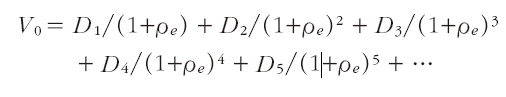 V₀ = D₁/(1+ρₑ) + D₂/(1+ρₑ)² + D₃/(1+ρₑ)³
+ D₄/(1+ρₑ)⁴ + D₅/(1+ρₑ)⁵ + ⋯